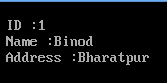 ID :1
Name :Binod
Address :Bharatpur